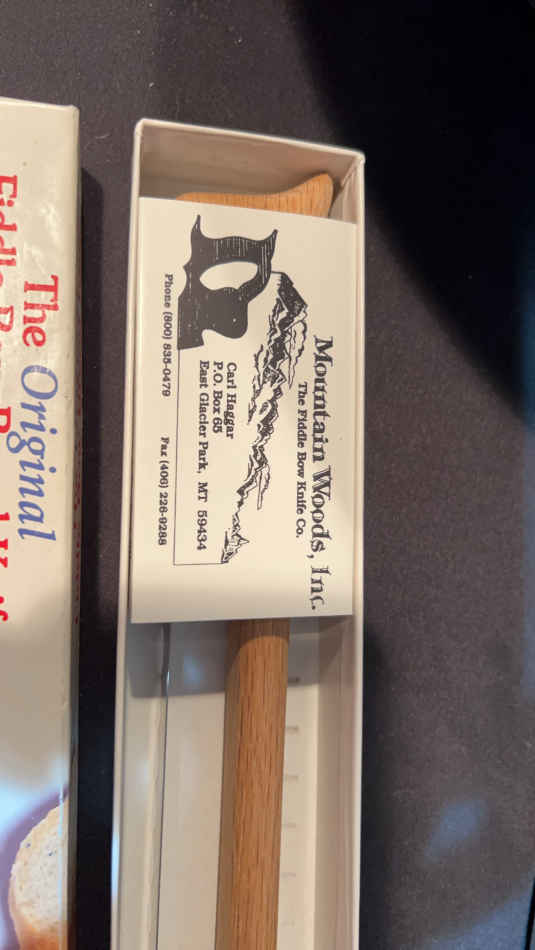 Mountain Woods, Inc.
The Fiddle Bow Knife Co.
Carl Haggar
P.O. Box 65
East Glacier Park, MT 59434
Phone (800) 835-0479 Fax (406) 226-9288
The Original